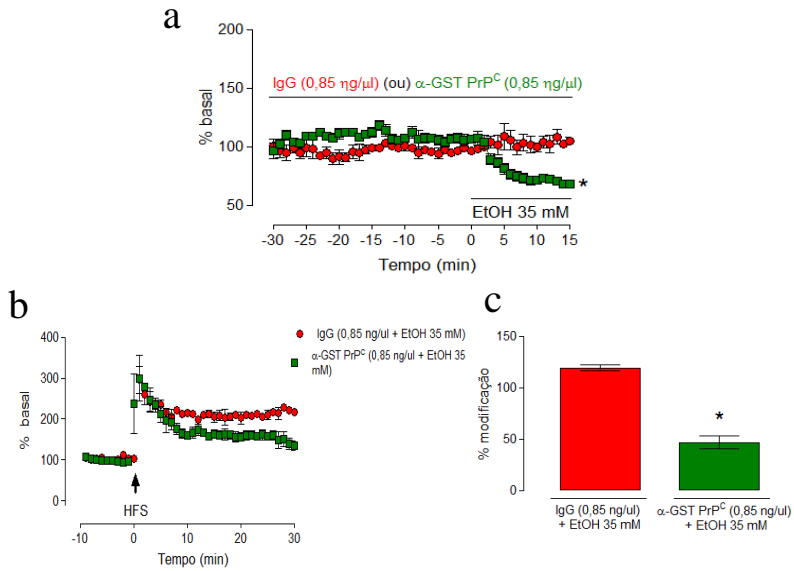 a
200
150
100
50
% basal
IgG (0,85 ηg/µl) (ou) α-GST PrPC (0,85 ηg/µl)
*
EtOH 35 mM
-30 -25 -20 -15 -10 -5 0 5 10 15
Tempo (min)
b
400
300
200
100
0
% basal
IgG (0,85 ng/ul + EtOH 35 mM)
α-GST PrPC (0,85 ng/ul + EtOH 35
mM)
HFS
-10 0 10 20 30
Tempo (min)
c
150
100
50
0
% modificação
*
IgG (0,85 ng/ul)
+ EtOH 35 mM
α-GST PrPC (0,85 ng/ul)
+ EtOH 35 mM